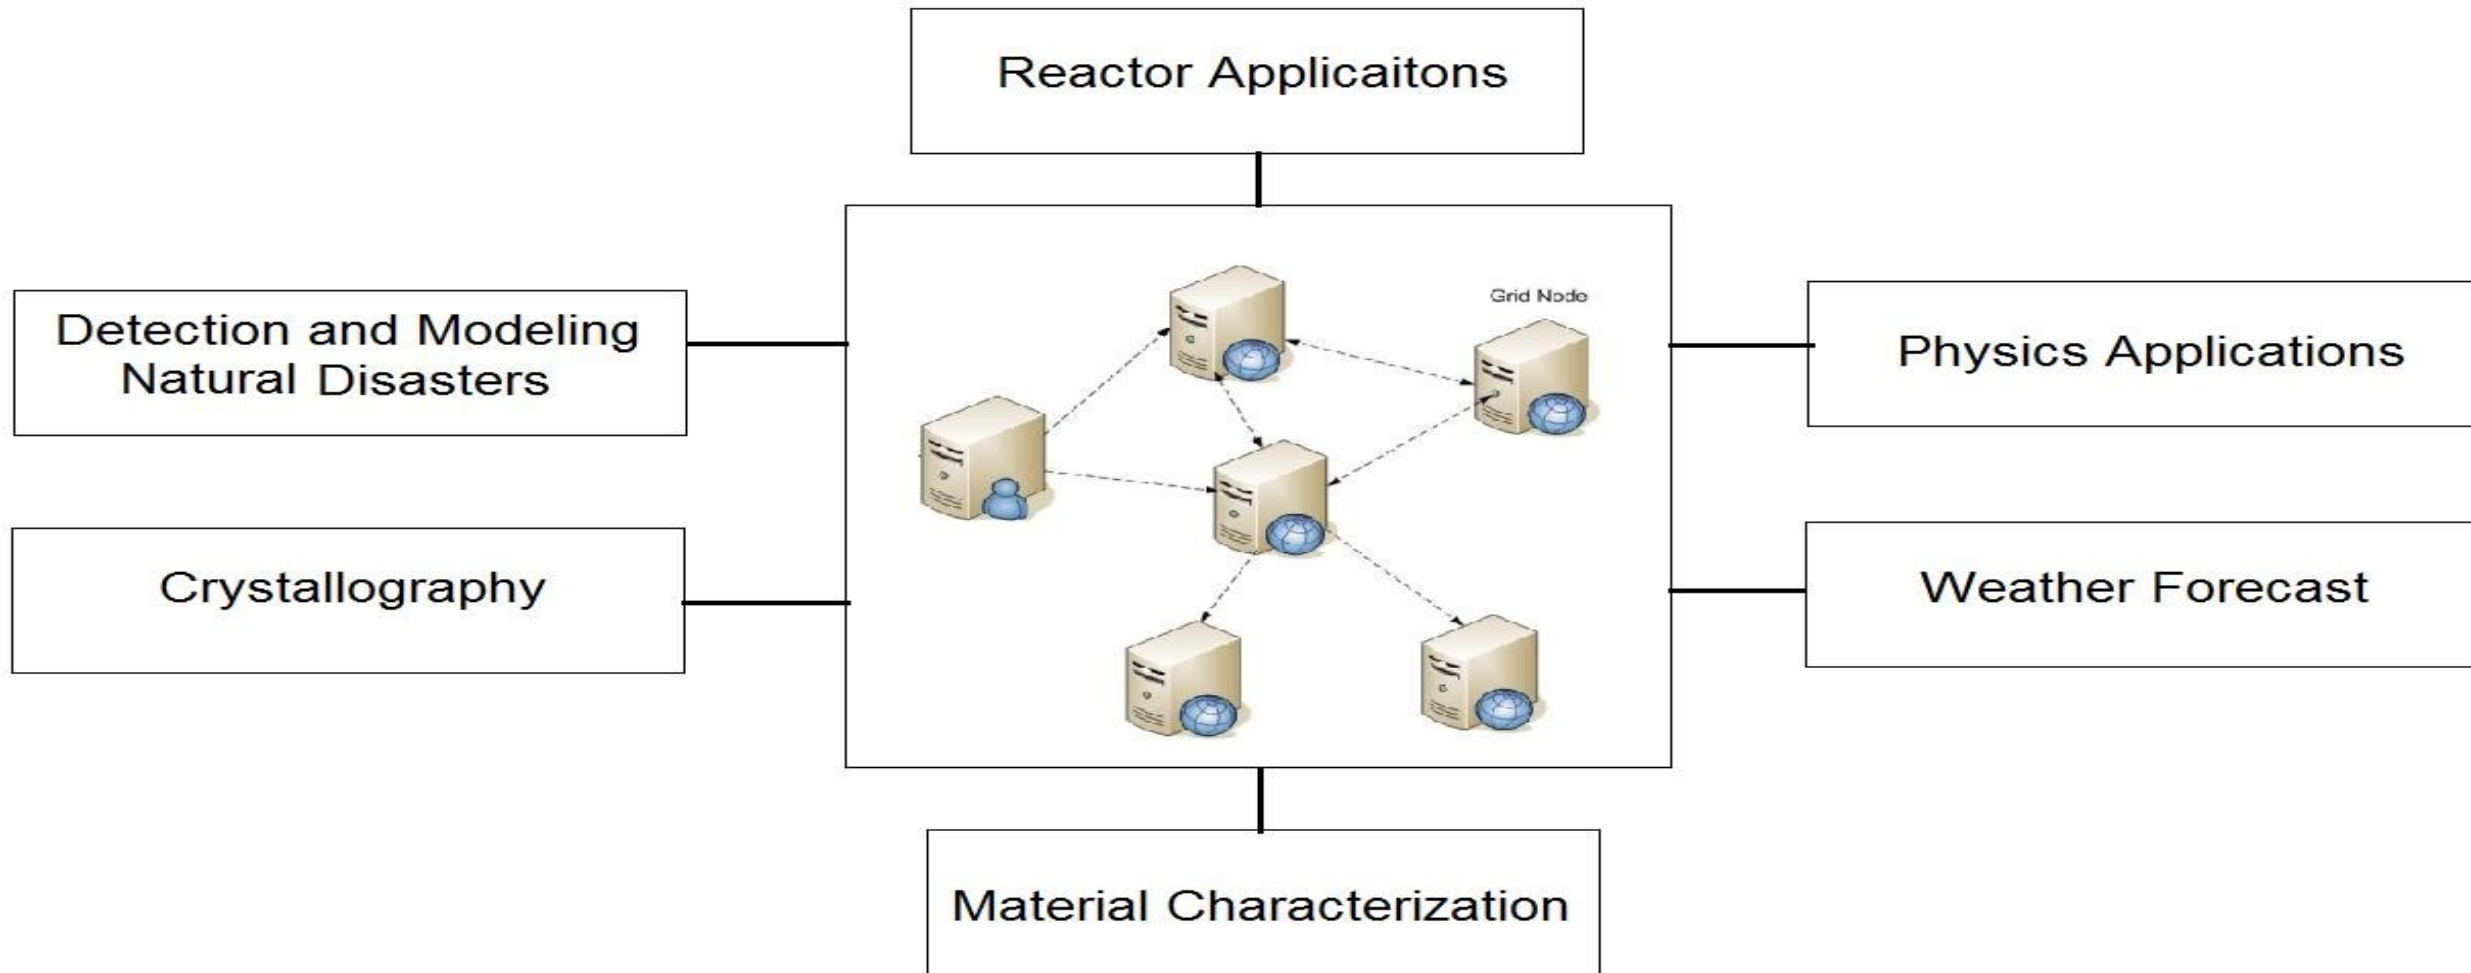 Reactor Applicaitons
Detection and Modeling
Natural Disasters
Grid Node
Physics Applications
Crystallography
Weather Forecast
Material Characterization